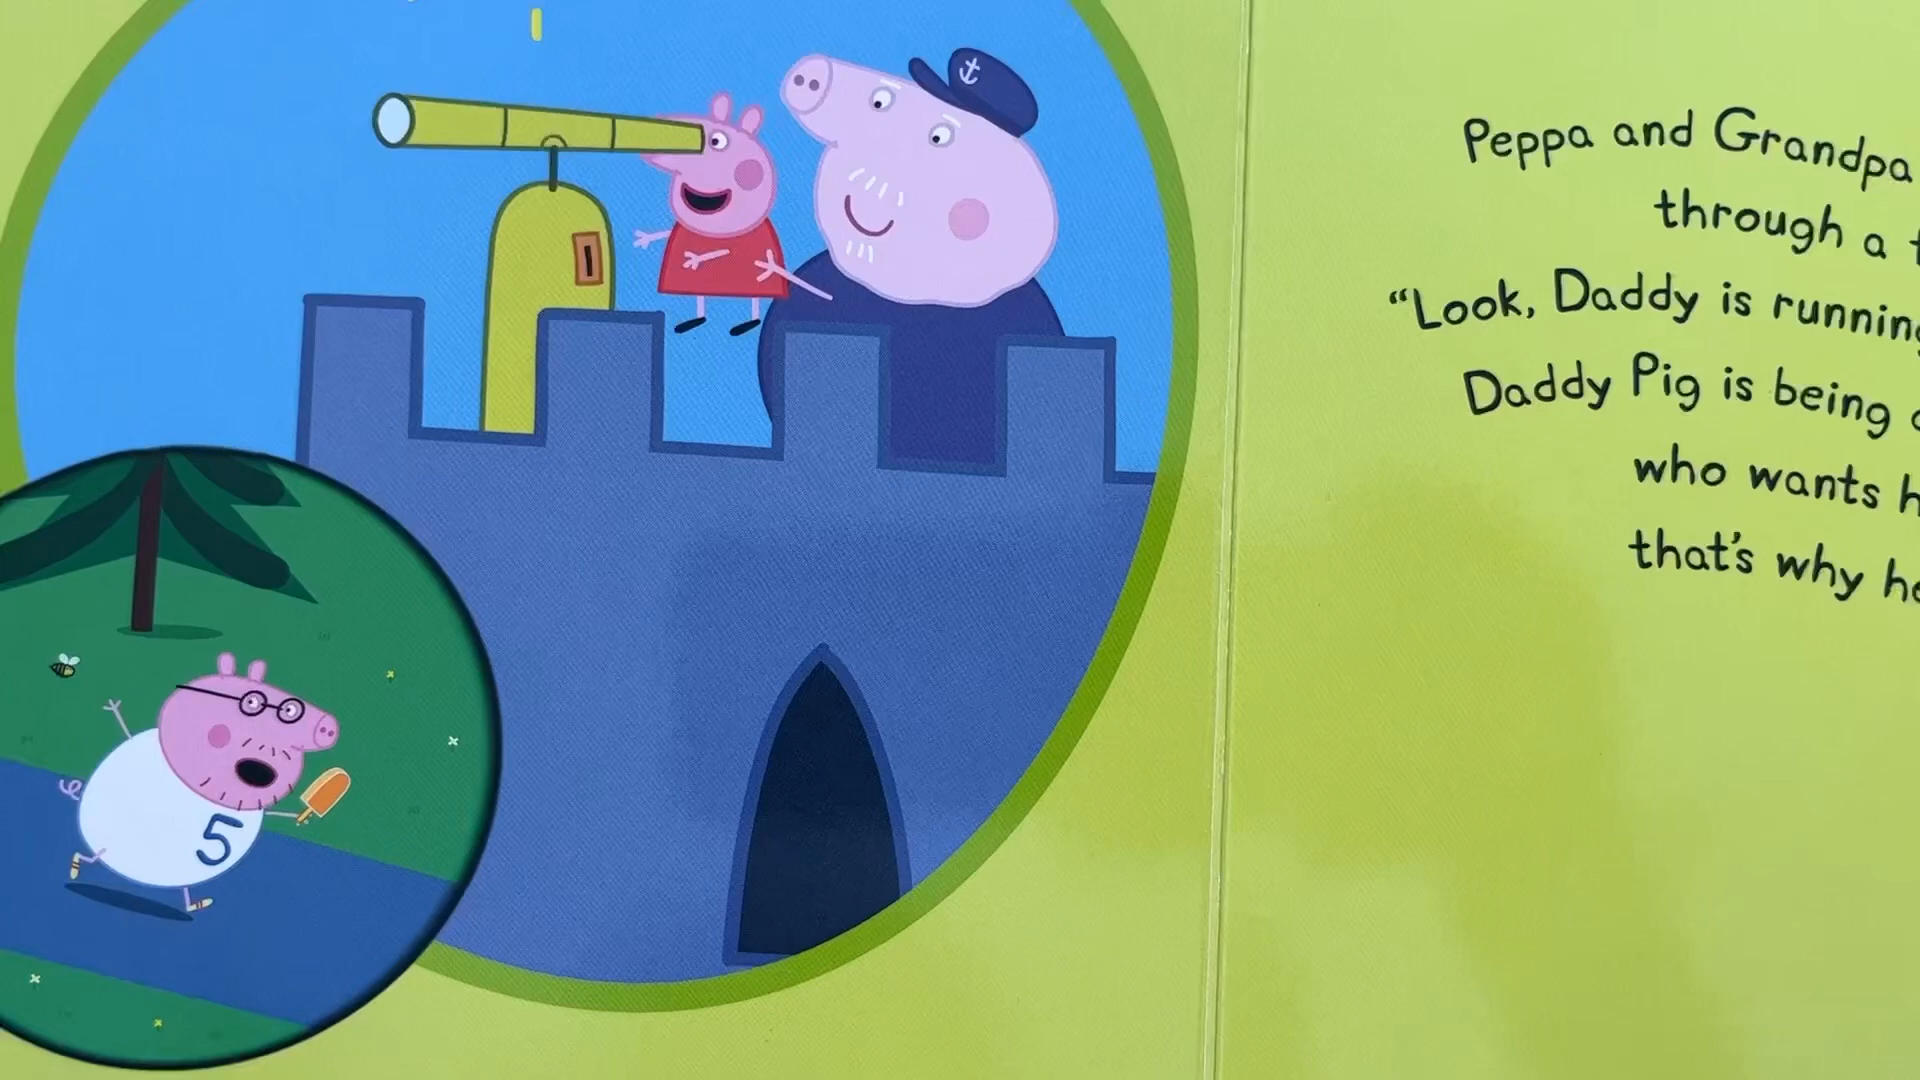 Peppa and Grandpa
through a
"Look, Daddy is running
Daddy Pig is being
who wants
that's why
5